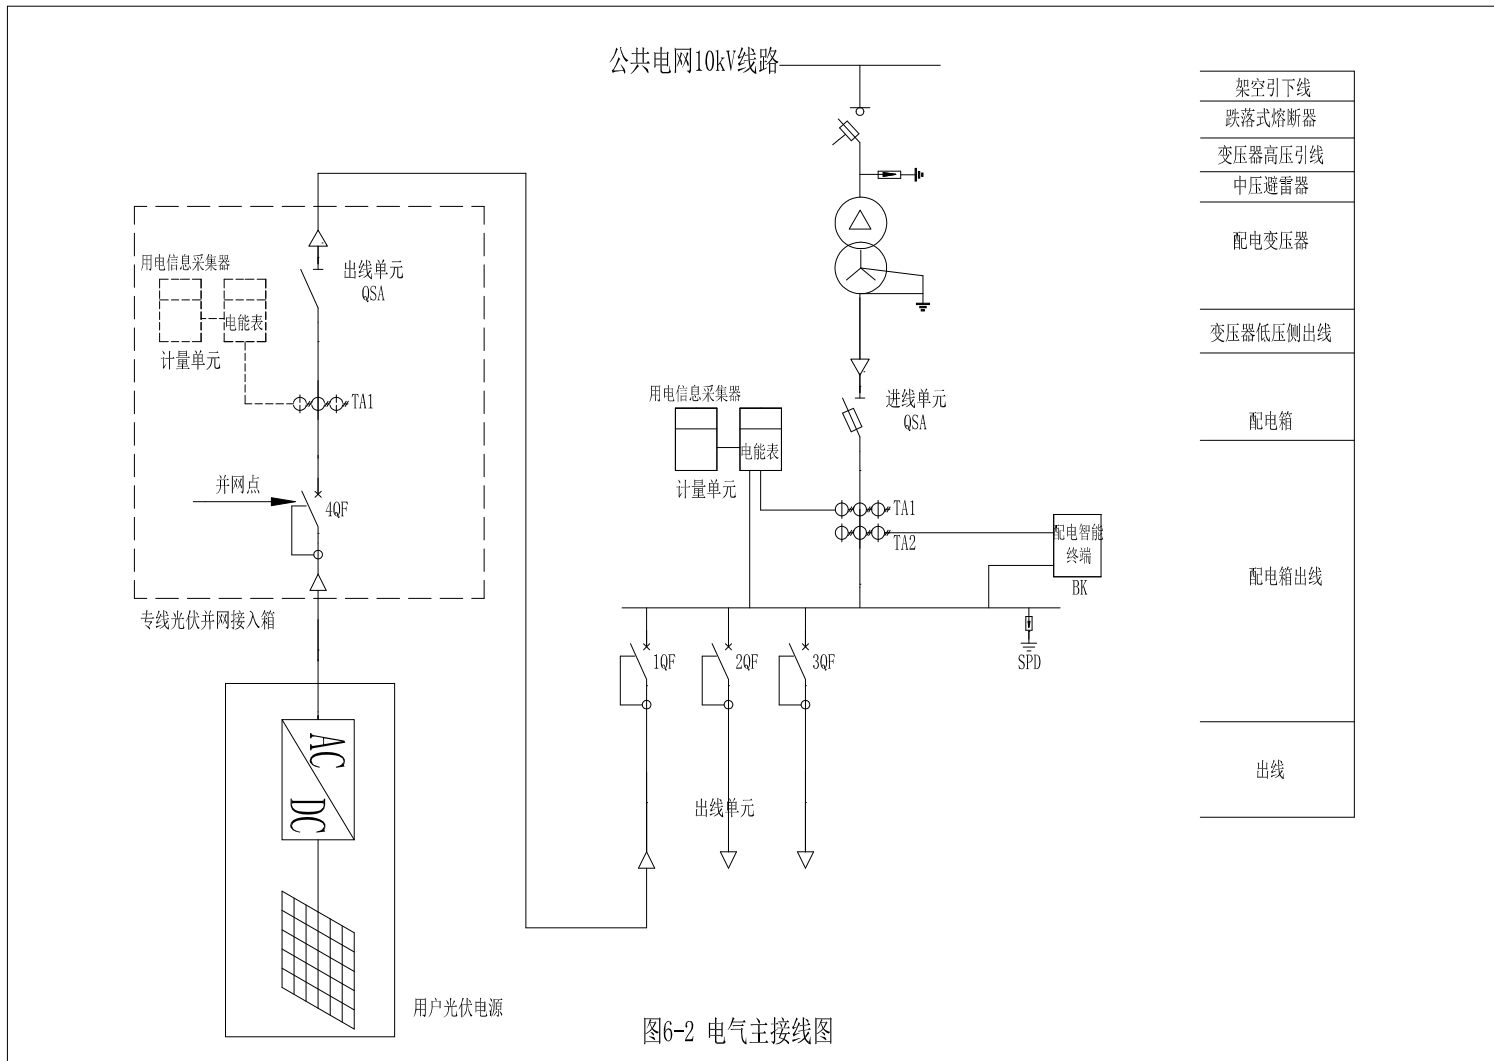 公共电网10kV线路
架空引下线
跌落式熔断器
变压器高压引线
中压避雷器
配电变压器
变压器低压侧出线
配电箱
配电箱出线
出线
用电信息采集器
出线单元
QSA
电能表
计量单元
TA1
并网点
4QF
专线光伏并网接入箱
AC
DC
用户光伏电源
用电信息采集器
进线单元
QSA
电能表
计量单元
TA1
TA2
配电智能
终端
BK
1QF
2QF
3QF
SPD
出线单元
图6-2 电气主接线图